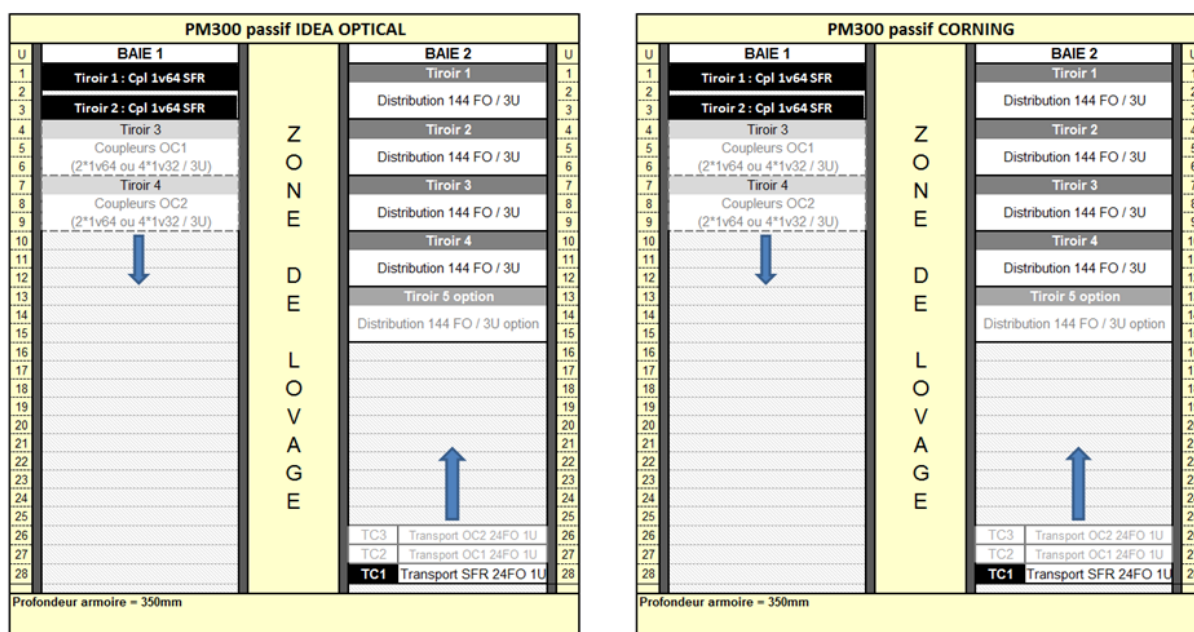 PM300 passif IDEA OPTICAL
U BAIE 1 BAIE 2 U
1 Tiroir 1 : Cpl 1v64 SFR Tiroir 1 1
2 Distribution 144 FO / 3U 2
3 Tiroir 2 : Cpl 1v64 SFR 3
4 Tiroir 3 Tiroir 2 4
5 Coupleurs OC1 Distribution 144 FO / 3U 5
6 (2*1v64 ou 4*1v32 / 3U) 6
7 Tiroir 4 Tiroir 3 7
8 Coupleurs OC2 Distribution 144 FO / 3U 8
9 (2*1v64 ou 4*1v32 / 3U) 9
10 Tiroir 4 10
11 Distribution 144 FO / 3U 11
12 12
13 Tiroir 5 option 13
14 Distribution 144 FO / 3U option 14
15 15
16 16
17 17
18 18
19 19
20 20
21 21
22 22
23 23
24 24
25 25
26 TC3 Transport OC2 24FO 1U 26
27 TC2 Transport OC1 24FO 1U 27
28 TC1 Transport SFR 24FO 1U 28
ZONE DE LOVAGE
Profondeur armoire = 350mm
PM300 passif CORNING
U BAIE 1 BAIE 2 U
1 Tiroir 1 : Cpl 1v64 SFR Tiroir 1 1
2 Distribution 144 FO / 3U
3 Tiroir 2 : Cpl 1v64 SFR
4 Tiroir 3 Tiroir 2
5 Coupleurs OC1 Distribution 144 FO / 3U
6 (2*1v64 ou 4*1v32 / 3U)
7 Tiroir 4 Tiroir 3
8 Coupleurs OC2 Distribution 144 FO / 3U
9 (2*1v64 ou 4*1v32 / 3U)
10 Tiroir 4
11 Distribution 144 FO / 3U
12
13 Tiroir 5 option
14 Distribution 144 FO / 3U option
15
16
17
18
19
20
21
22
23
24
25
26 TC3 Transport OC2 24FO 1U
27 TC2 Transport OC1 24FO 1U
28 TC1 Transport SFR 24FO 1U
ZONE DE LOVAGE
Profondeur armoire = 350mm